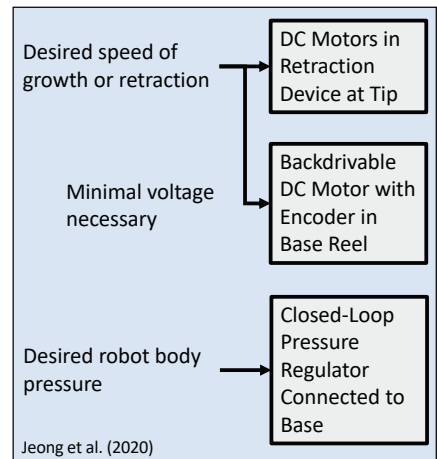 Desired speed of
growth or retraction
DC Motors in
Retraction
Device at Tip
Minimal voltage
necessary
Backdrivable
DC Motor with
Encoder in
Base Reel
Desired robot body
pressure
Closed-Loop
Pressure
Regulator
Connected to
Base
Jeong et al. (2020)